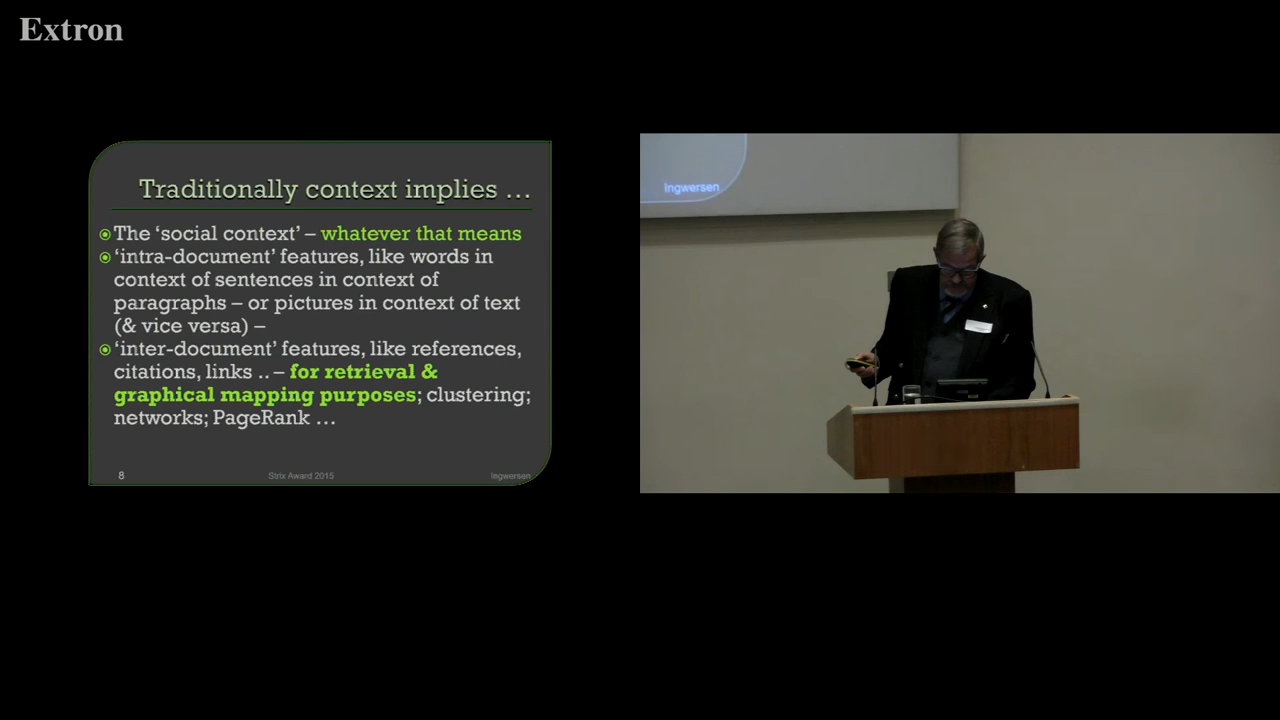 Extron
Traditionally context implies …
The ‘social context’ – whatever that means
‘intra-document’ features, like words in
context of sentences in context of
paragraphs – or pictures in context of text
(& vice versa) –
‘inter-document’ features, like references,
citations, links .. – for retrieval &
graphical mapping purposes; clustering;
networks; PageRank …
8
Strix Award 2015
Ingwersen
Ingwersen